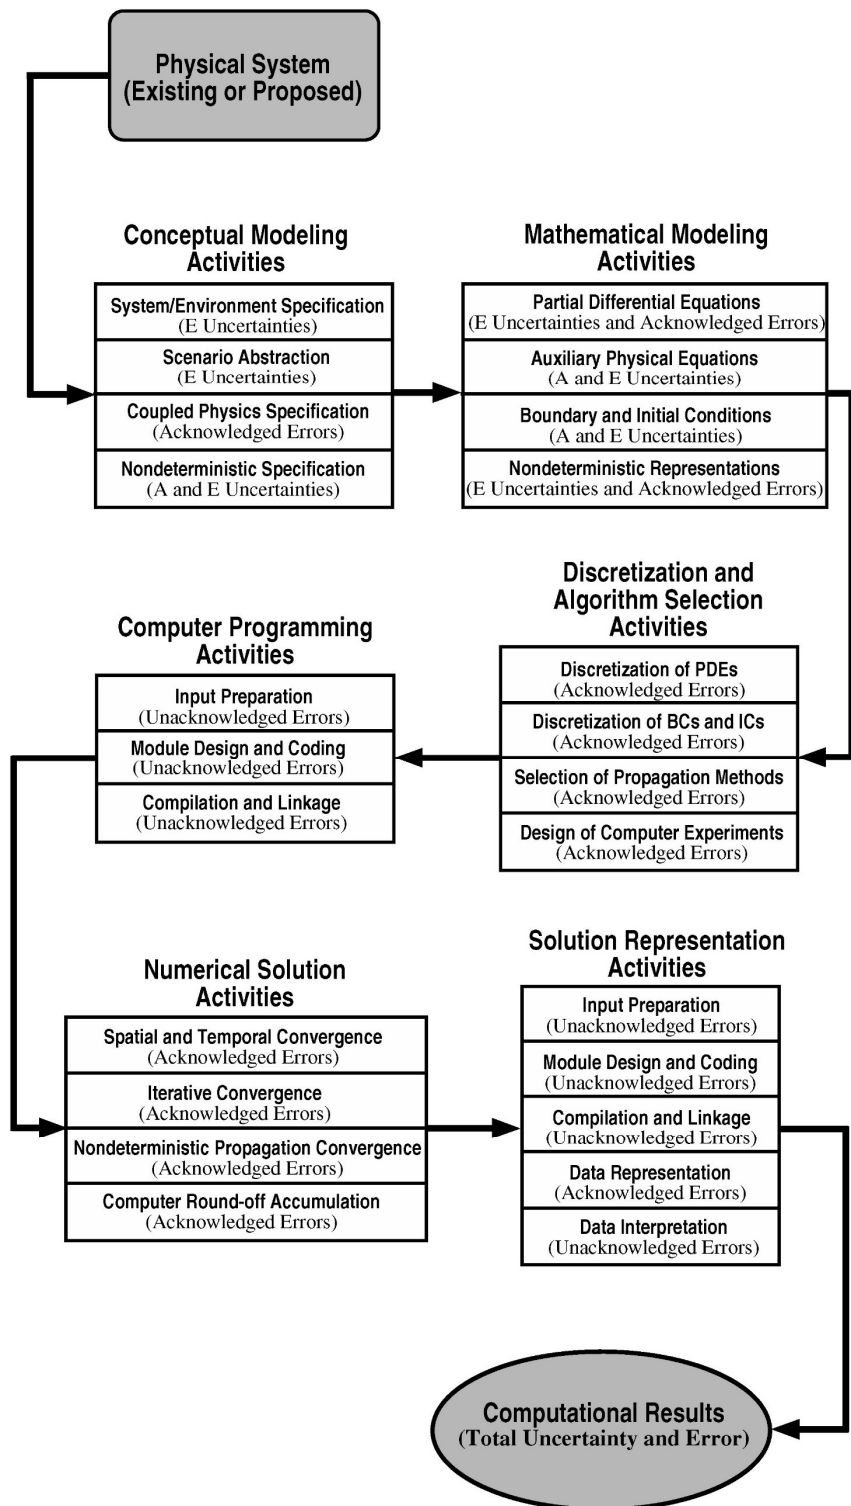 Physical System
(Existing or Proposed)
Conceptual Modeling
Activities
System/Environment Specification
(E Uncertainties)
Scenario Abstraction
(E Uncertainties)
Coupled Physics Specification
(Acknowledged Errors)
Nondeterministic Specification
(A and E Uncertainties)
Mathematical Modeling
Activities
Partial Differential Equations
(E Uncertainties and Acknowledged Errors)
Auxiliary Physical Equations
(A and E Uncertainties)
Boundary and Initial Conditions
(A and E Uncertainties)
Nondeterministic Representations
(E Uncertainties and Acknowledged Errors)
Discretization and
Algorithm Selection
Activities
Discretization of PDEs
(Acknowledged Errors)
Discretization of BCs and ICs
(Acknowledged Errors)
Selection of Propagation Methods
(Acknowledged Errors)
Design of Computer Experiments
(Acknowledged Errors)
Computer Programming
Activities
Input Preparation
(Unacknowledged Errors)
Module Design and Coding
(Unacknowledged Errors)
Compilation and Linkage
(Unacknowledged Errors)
Numerical Solution
Activities
Spatial and Temporal Convergence
(Acknowledged Errors)
Iterative Convergence
(Acknowledged Errors)
Nondeterministic Propagation Convergence
(Acknowledged Errors)
Computer Round-off Accumulation
(Acknowledged Errors)
Solution Representation
Activities
Input Preparation
(Unacknowledged Errors)
Module Design and Coding
(Unacknowledged Errors)
Compilation and Linkage
(Unacknowledged Errors)
Data Representation
(Acknowledged Errors)
Data Interpretation
(Unacknowledged Errors)
Computational Results
(Total Uncertainty and Error)